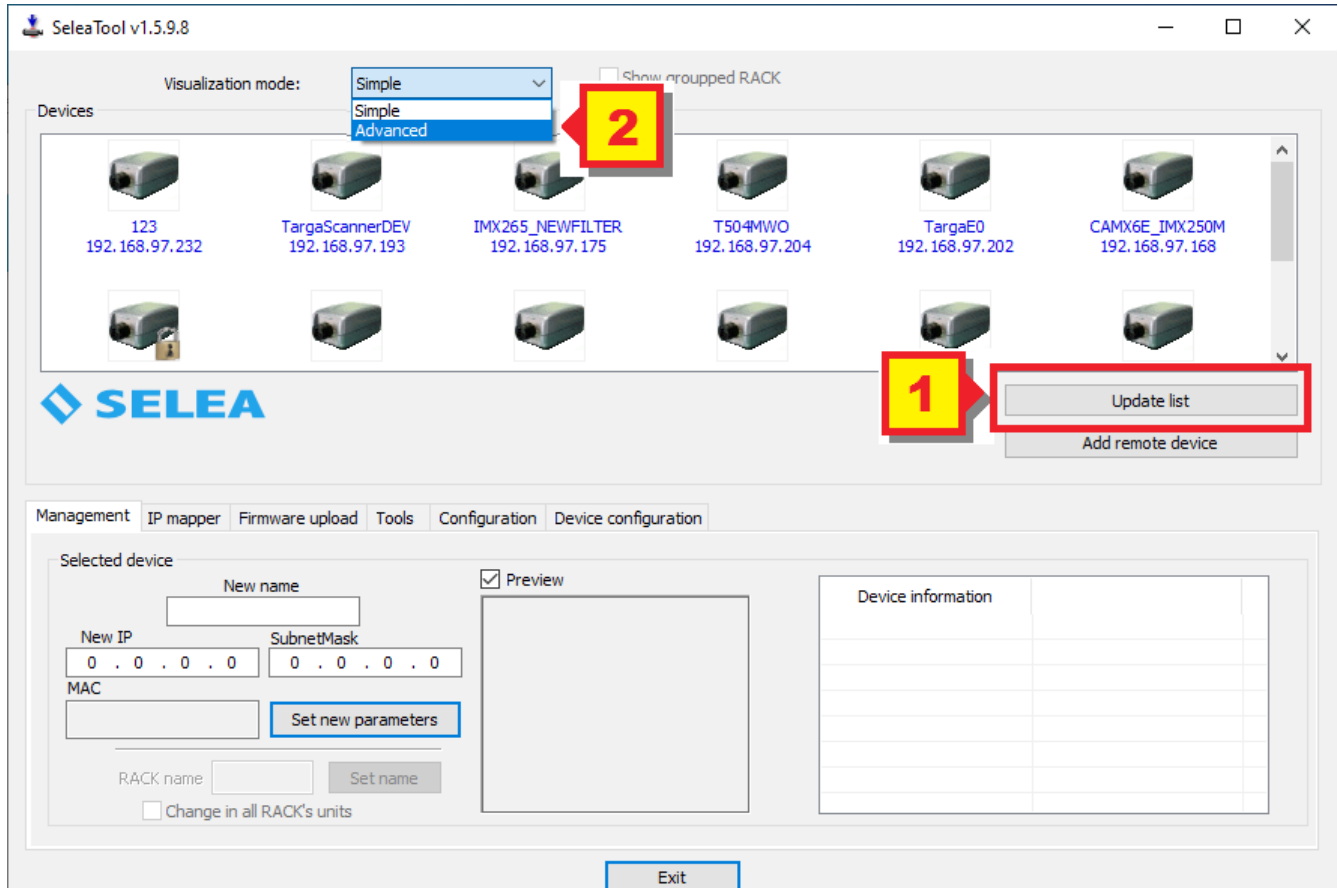 SeleaTool v1.5.9.8
Visualization mode:
Simple
Show groupped RACK
Simple
Advanced
2
Devices
123
192.168.97.232
TargaScannerDEV
192.168.97.193
IMX265_NEWFILTER
192.168.97.175
T504MWO
192.168.97.204
TargaE0
192.168.97.202
CAMX6E_IMX250M
192.168.97.168
SELEA
1
Update list
Add remote device
Management IP mapper Firmware upload Tools Configuration Device configuration
Selected device
New name
New IP
SubnetMask
0 . 0 . 0 . 0
0 . 0 . 0 . 0
MAC
Set new parameters
RACK name
Set name
Change in all RACK's units
Preview
Device information
Exit